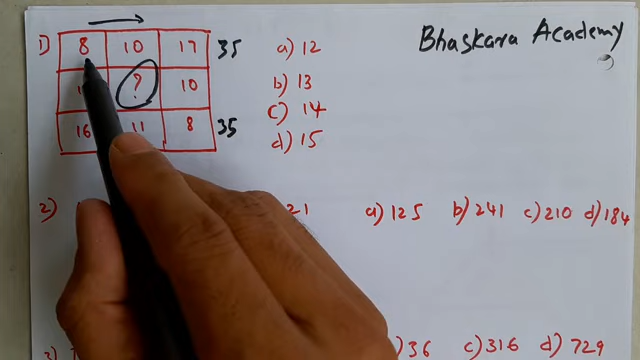 Bhaskara Academy
1) 8 10 17 35 a) 12
? 10 b) 13
c) 14
16 11 8 35
d) 15
2) 21 a) 125 b) 241 c) 210 d) 184
3) ) 36 c) 316 d) 729